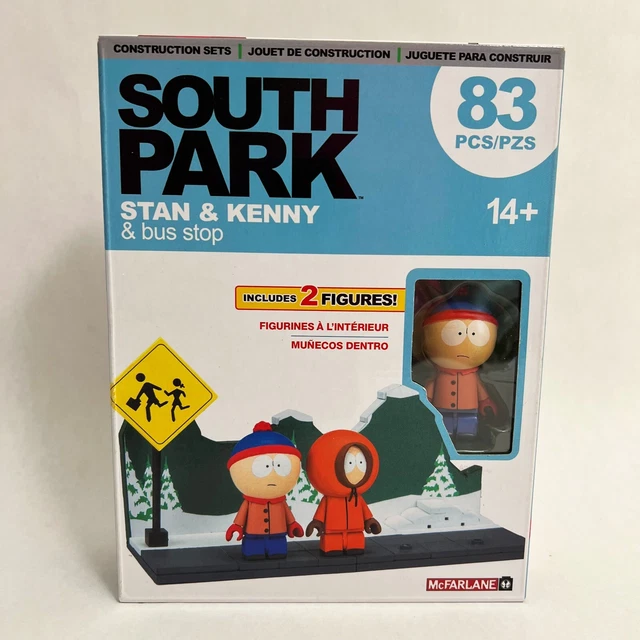 CONSTRUCTION SETS | JOUET DE CONSTRUCTION | JUGUETE PARA CONSTRUIR
SOUTH
PARK™
83
PCS/PZS
STAN & KENNY
& bus stop
14+
INCLUDES 2 FIGURES!
FIGURINES À L'INTÉRIEUR
MUÑECOS DENTRO
McFARLANE